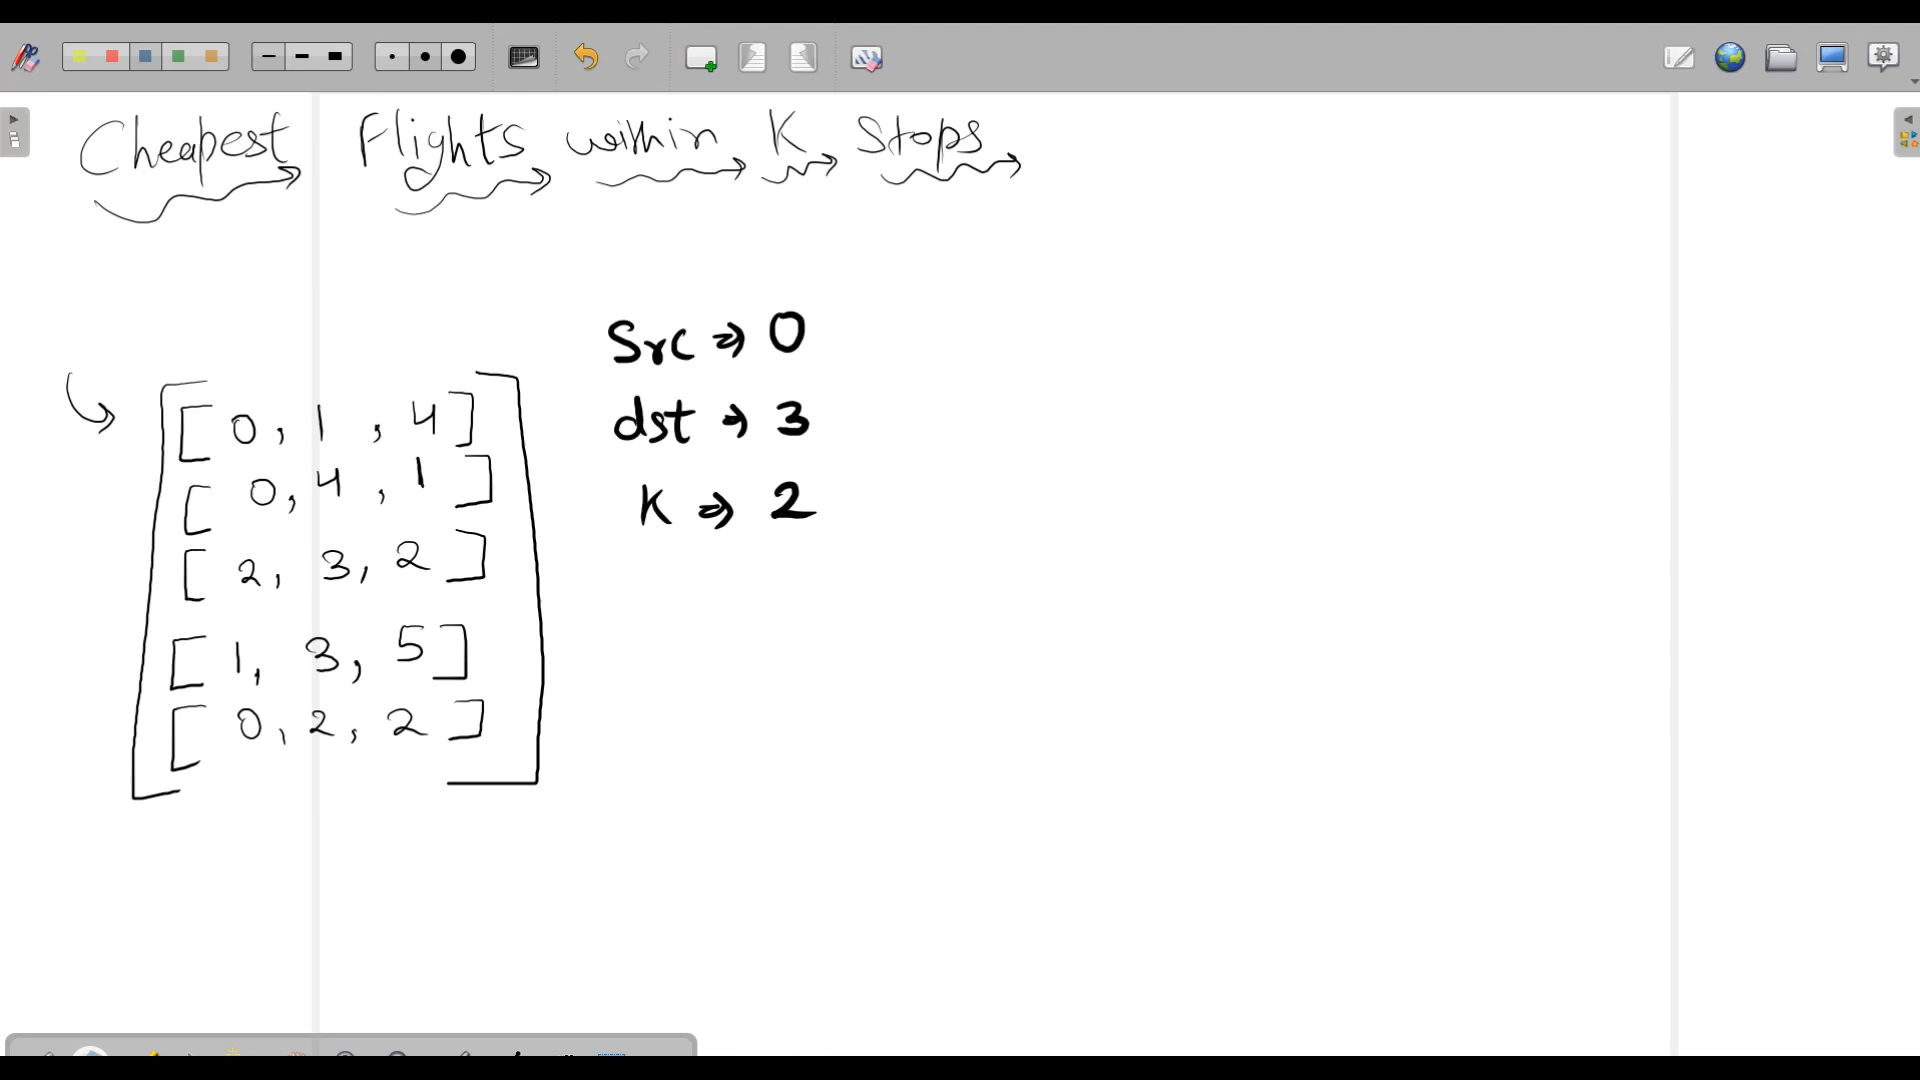 Cheapest Flights within K Stops
Src ⇒ 0
dst → 3
K ⇒ 2
[[0, 1, 4]
[0, 4, 1]
[2, 3, 2]
[1, 3, 5]
[0, 2, 2]]